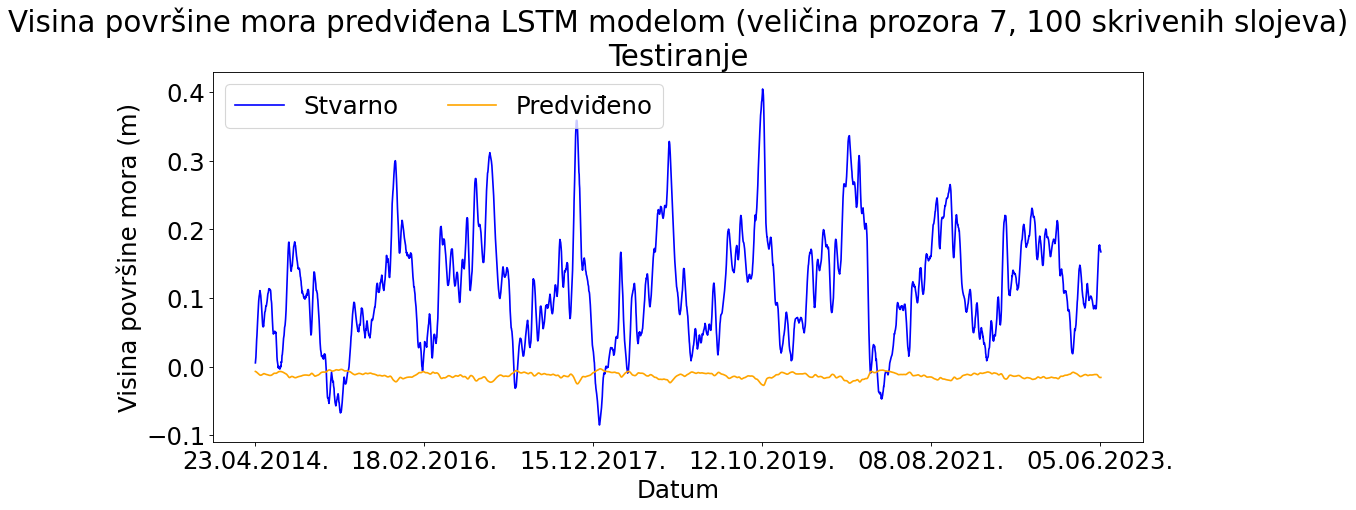 Visina površine mora predviđena LSTM modelom (veličina prozora 7, 100 skrivenih slojeva)
Testiranje
Stvarno
Predviđeno
Visina površine mora (m)
0.4
0.3
0.2
0.1
0.0
−0.1
23.04.2014.
18.02.2016.
15.12.2017.
12.10.2019.
08.08.2021.
05.06.2023.
Datum